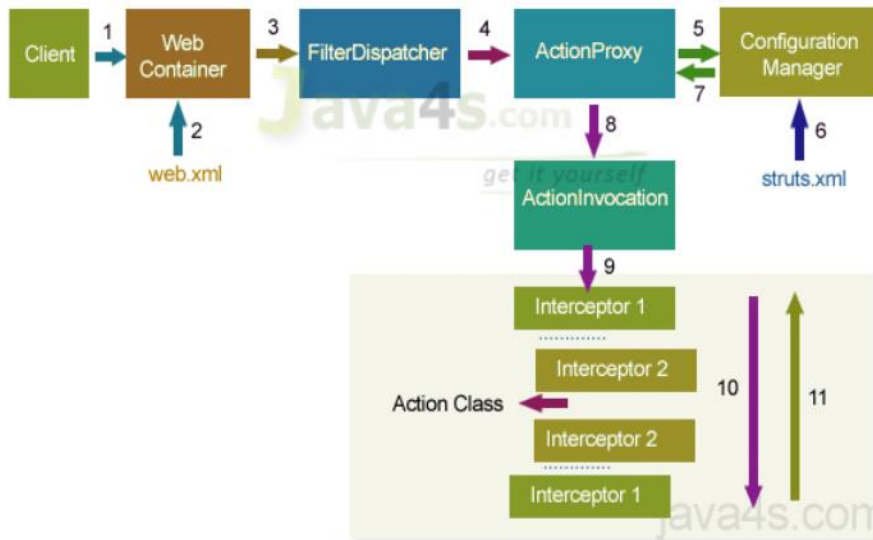 1
3
4
5
Client
Web
Container
FilterDispatcher
ActionProxy
Configuration
Manager
7
Java4s.com
2
8
6
get it yourself
web.xml
struts.xml
ActionInvocation
9
Interceptor 1
Interceptor 2
Action Class
10
11
Interceptor 2
Interceptor 1
java4s.com